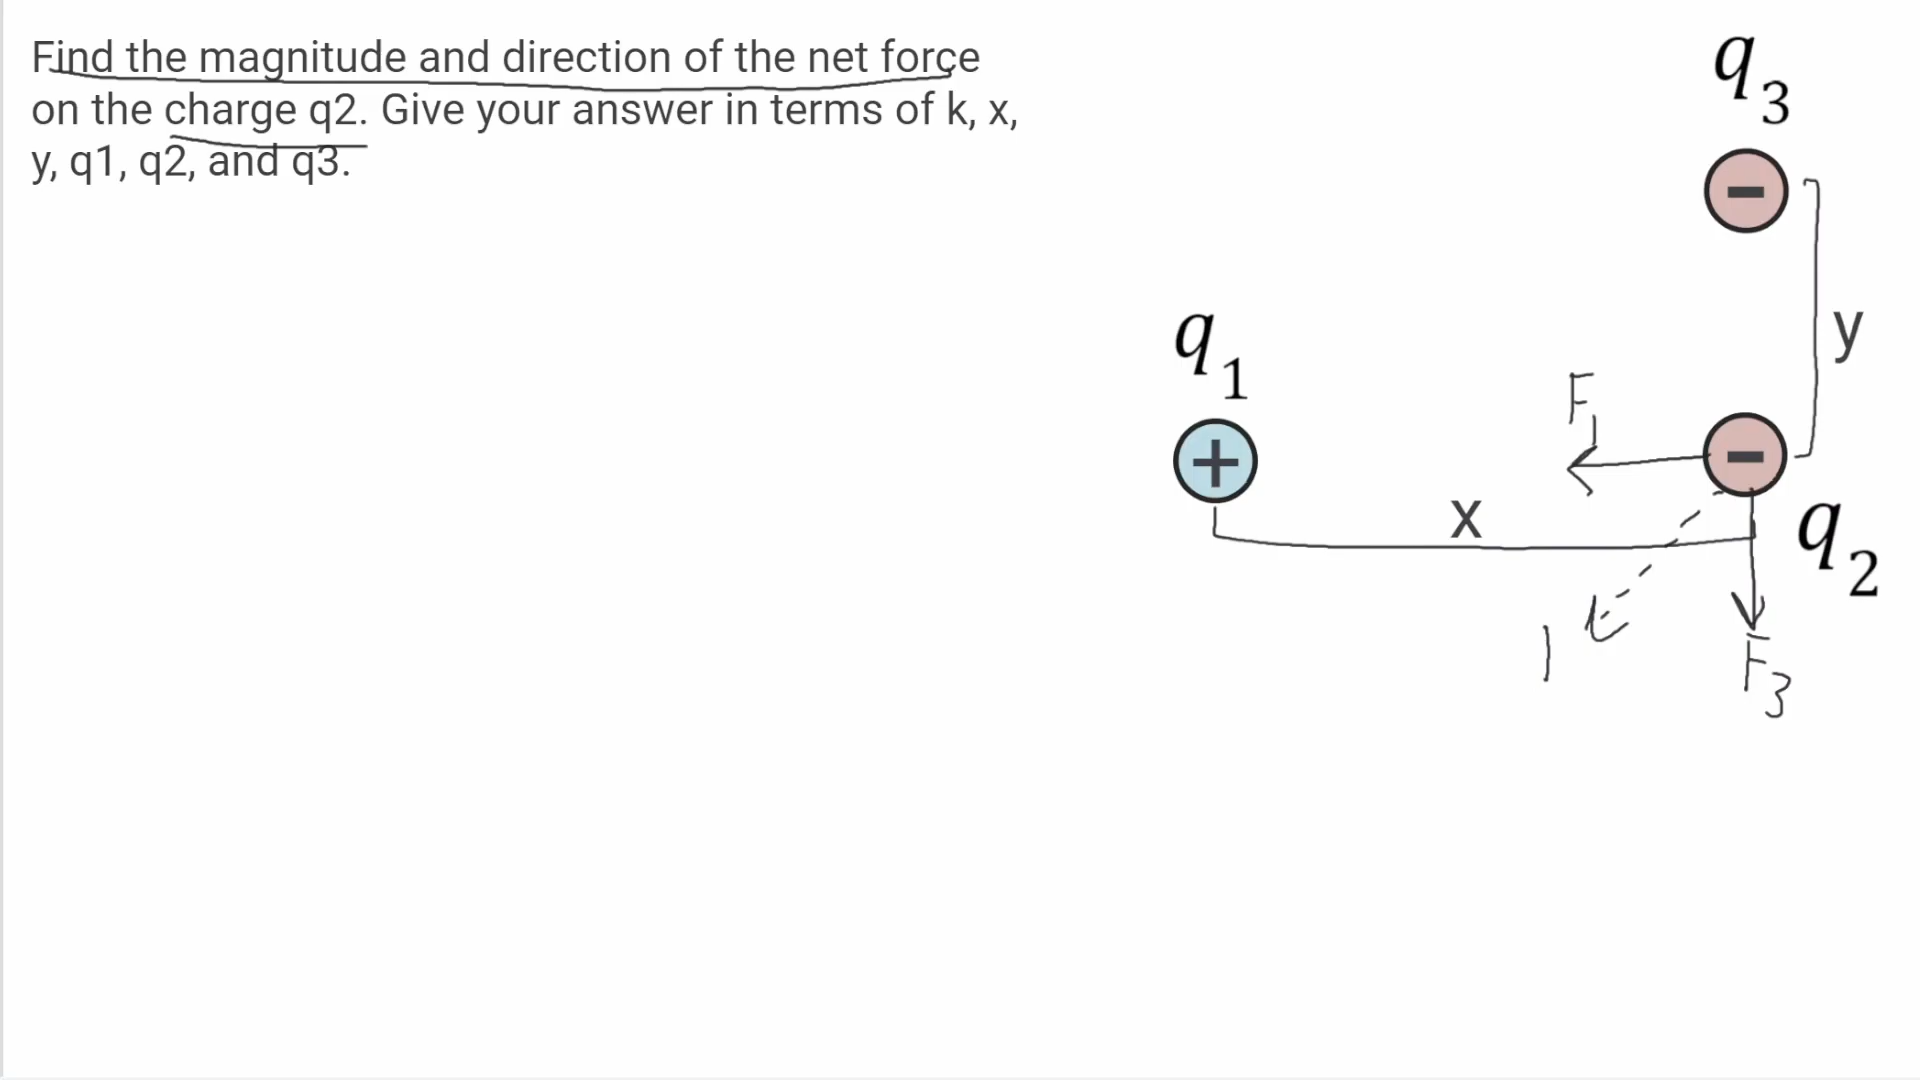 Find the magnitude and direction of the net force
on the charge q2. Give your answer in terms of k, x,
y, q1, q2, and q3.
q3
y
q1
F1
x
q2
F3